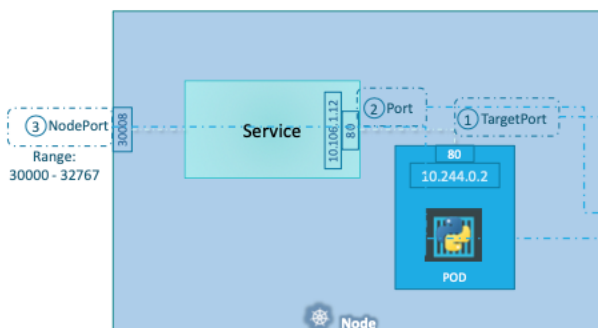 ③ NodePort
Range:
30000 - 32767
30008
Service
10.106.1.12
80
② Port
① TargetPort
80
10.244.0.2
POD
Node